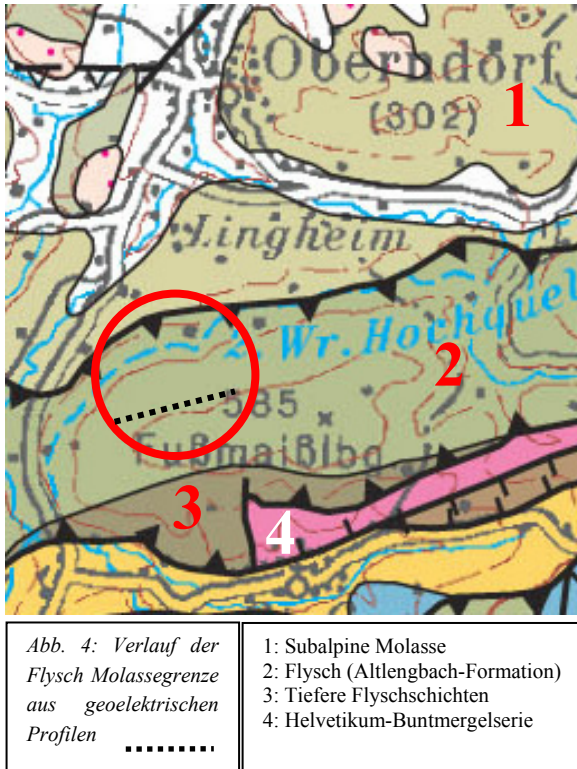 Oberndorf
1
(302)
Lingheim
2. Wr. Hochquel
2
585
Fußmaißlbg
3
4
Abb. 4: Verlauf der
Flysch Molassegrenze
aus geoelektrischen
Profilen
1: Subalpine Molasse
2: Flysch (Altlengbach-Formation)
3: Tiefere Flyschschichten
4: Helvetikum-Buntmergelserie